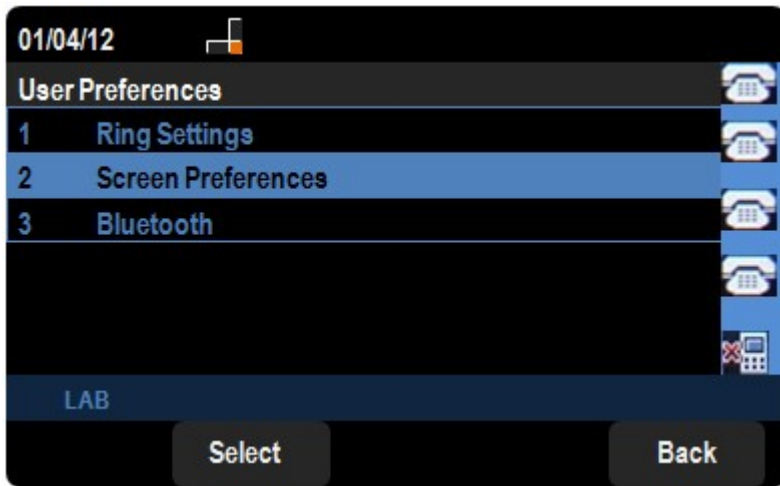 01/04/12
User Preferences
1 Ring Settings
2 Screen Preferences
3 Bluetooth
LAB
Select Back